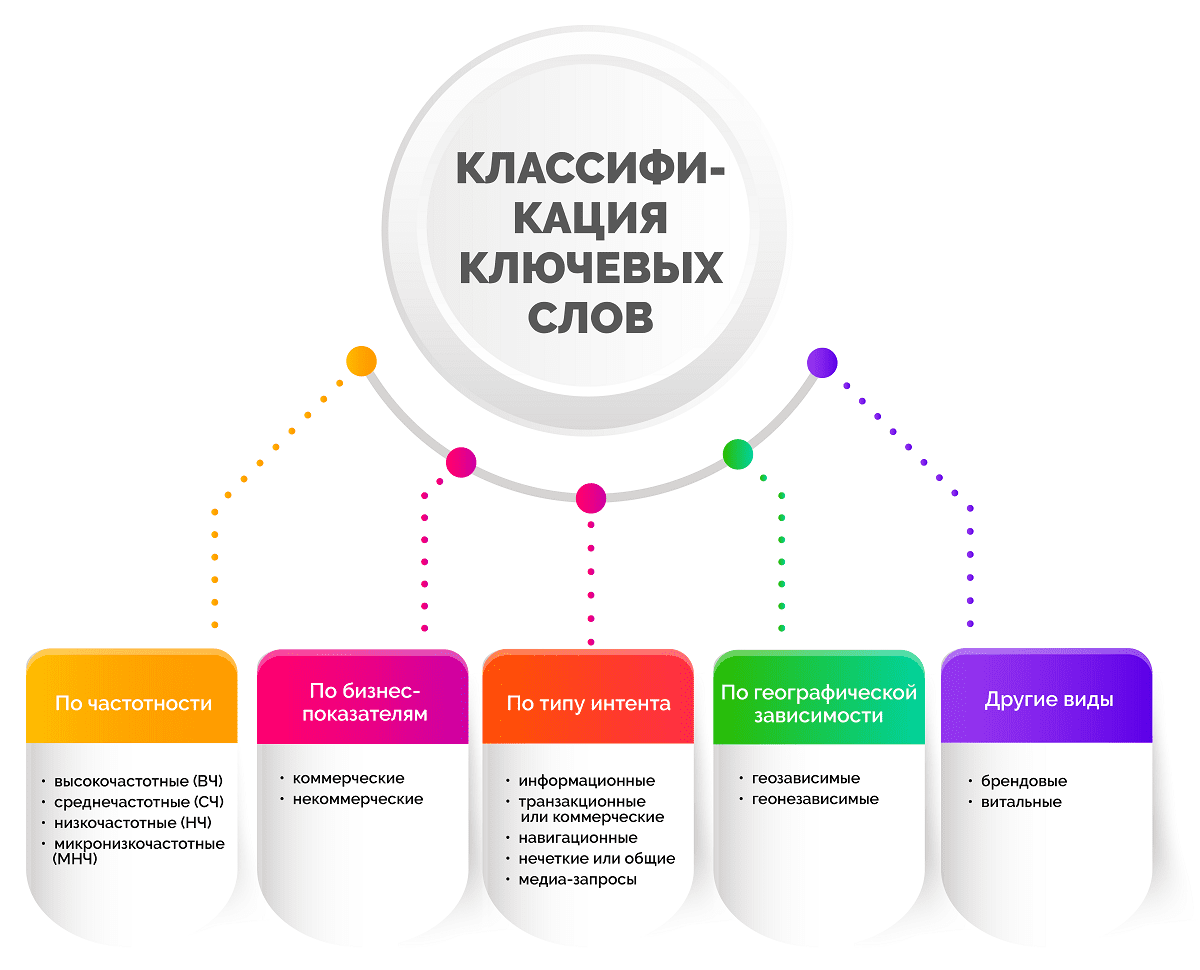 КЛАССИФИ-
КАЦИЯ
КЛЮЧЕВЫХ
СЛОВ
По частотности
• высокочастотные (ВЧ)
• среднечастотные (СЧ)
• низкочастотные (НЧ)
• микронизкочастотные
(МНЧ)
По бизнес-
показателям
• коммерческие
• некоммерческие
По типу интента
• информационные
• транзакционные
или коммерческие
• навигационные
• нечеткие или общие
• медиа-запросы
По географической
зависимости
• геозависимые
• геонезависимые
Другие виды
• брендовые
• витальные